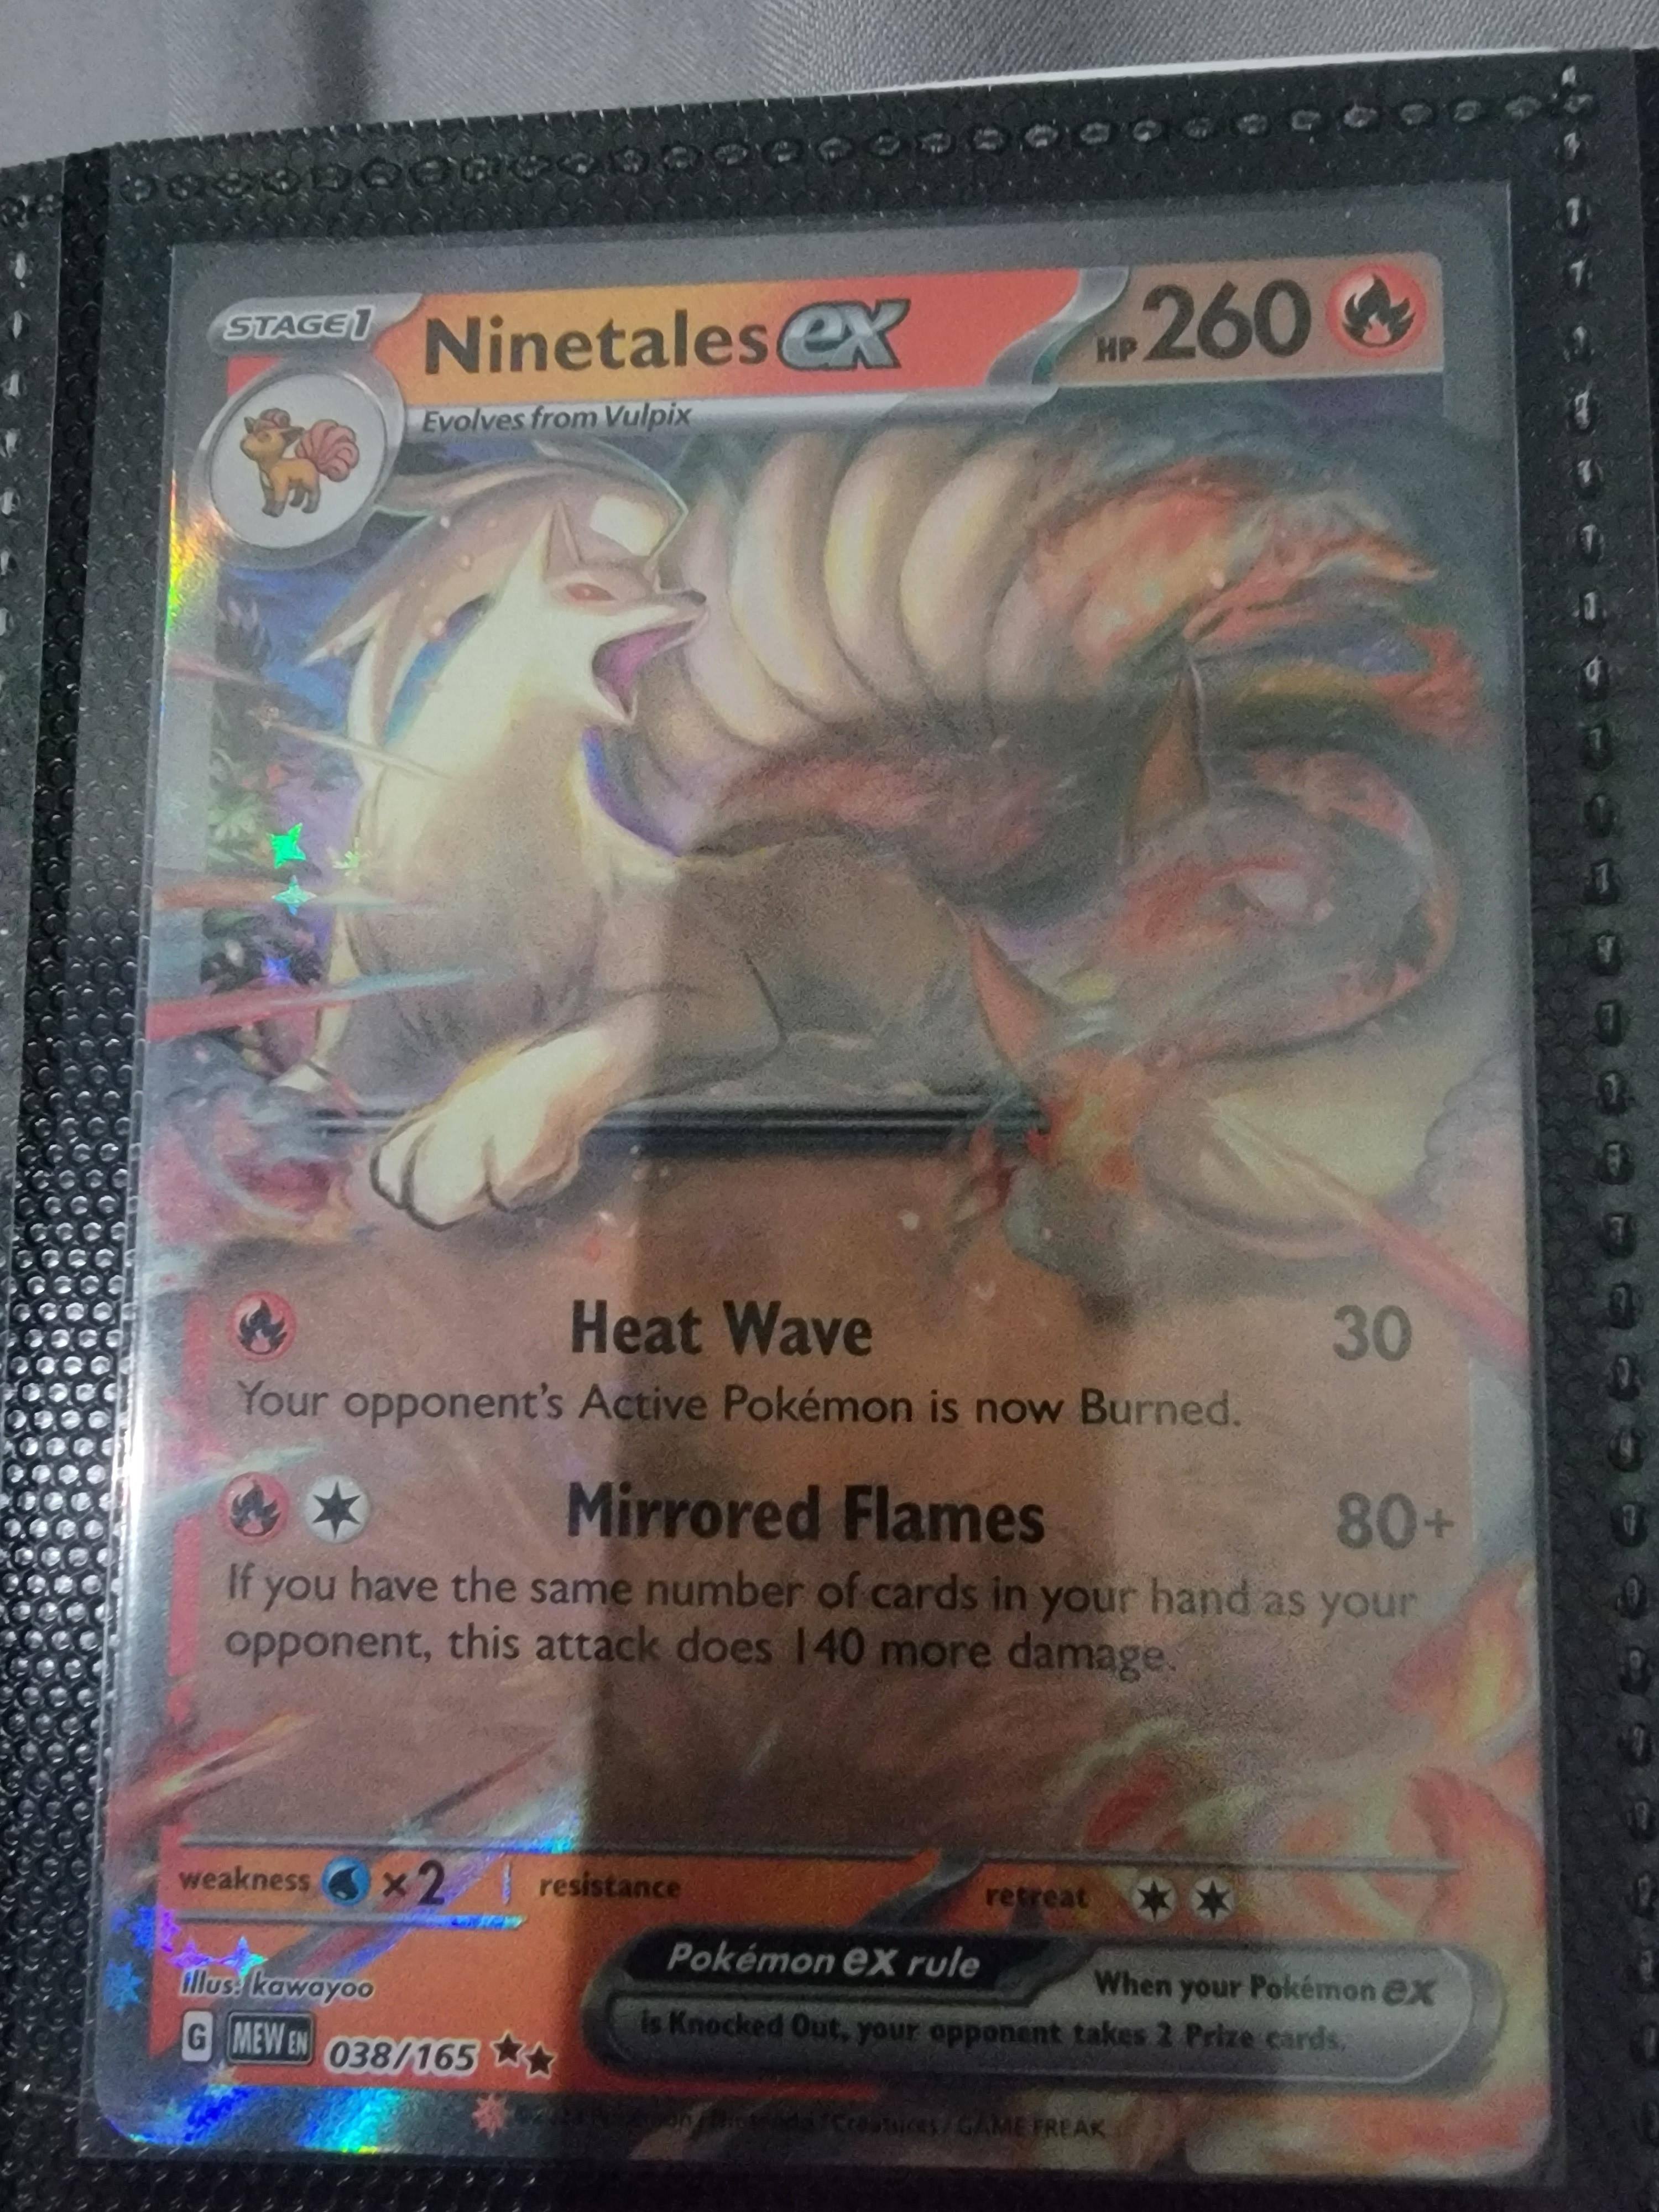 STAGE1 Ninetales ex HP 260
Evolves from Vulpix
Heat Wave 30
Your opponent's Active Pokémon is now Burned.
Mirrored Flames 80+
If you have the same number of cards in your hand as your
opponent, this attack does 140 more damage.
weakness ×2 resistance retreat
Pokémon ex rule
When your Pokémon ex
is Knocked Out, your opponent takes 2 Prize cards.
Illus. kawayoo
G MEW EN 038/165
Pokémon / Nintendo / Creatures / GAME FREAK